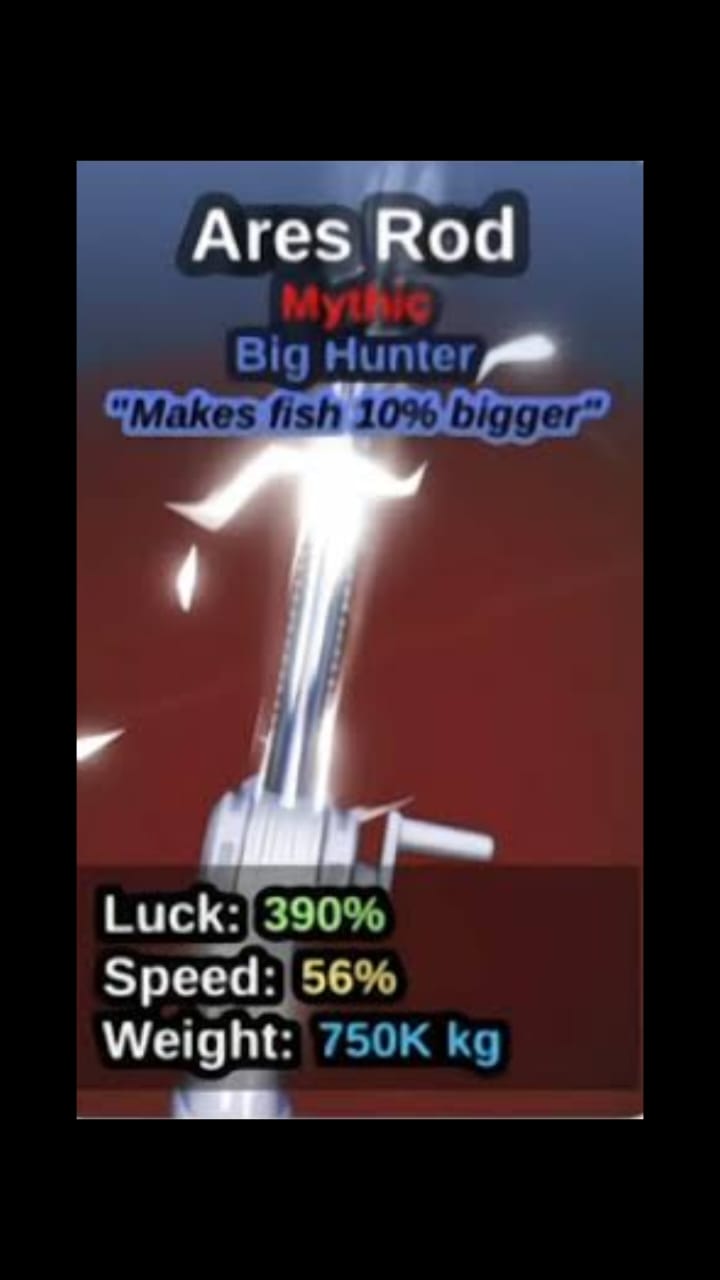 Ares Rod
Mythic
Big Hunter
"Makes fish 10% bigger"
Luck: 390%
Speed: 56%
Weight: 750K kg